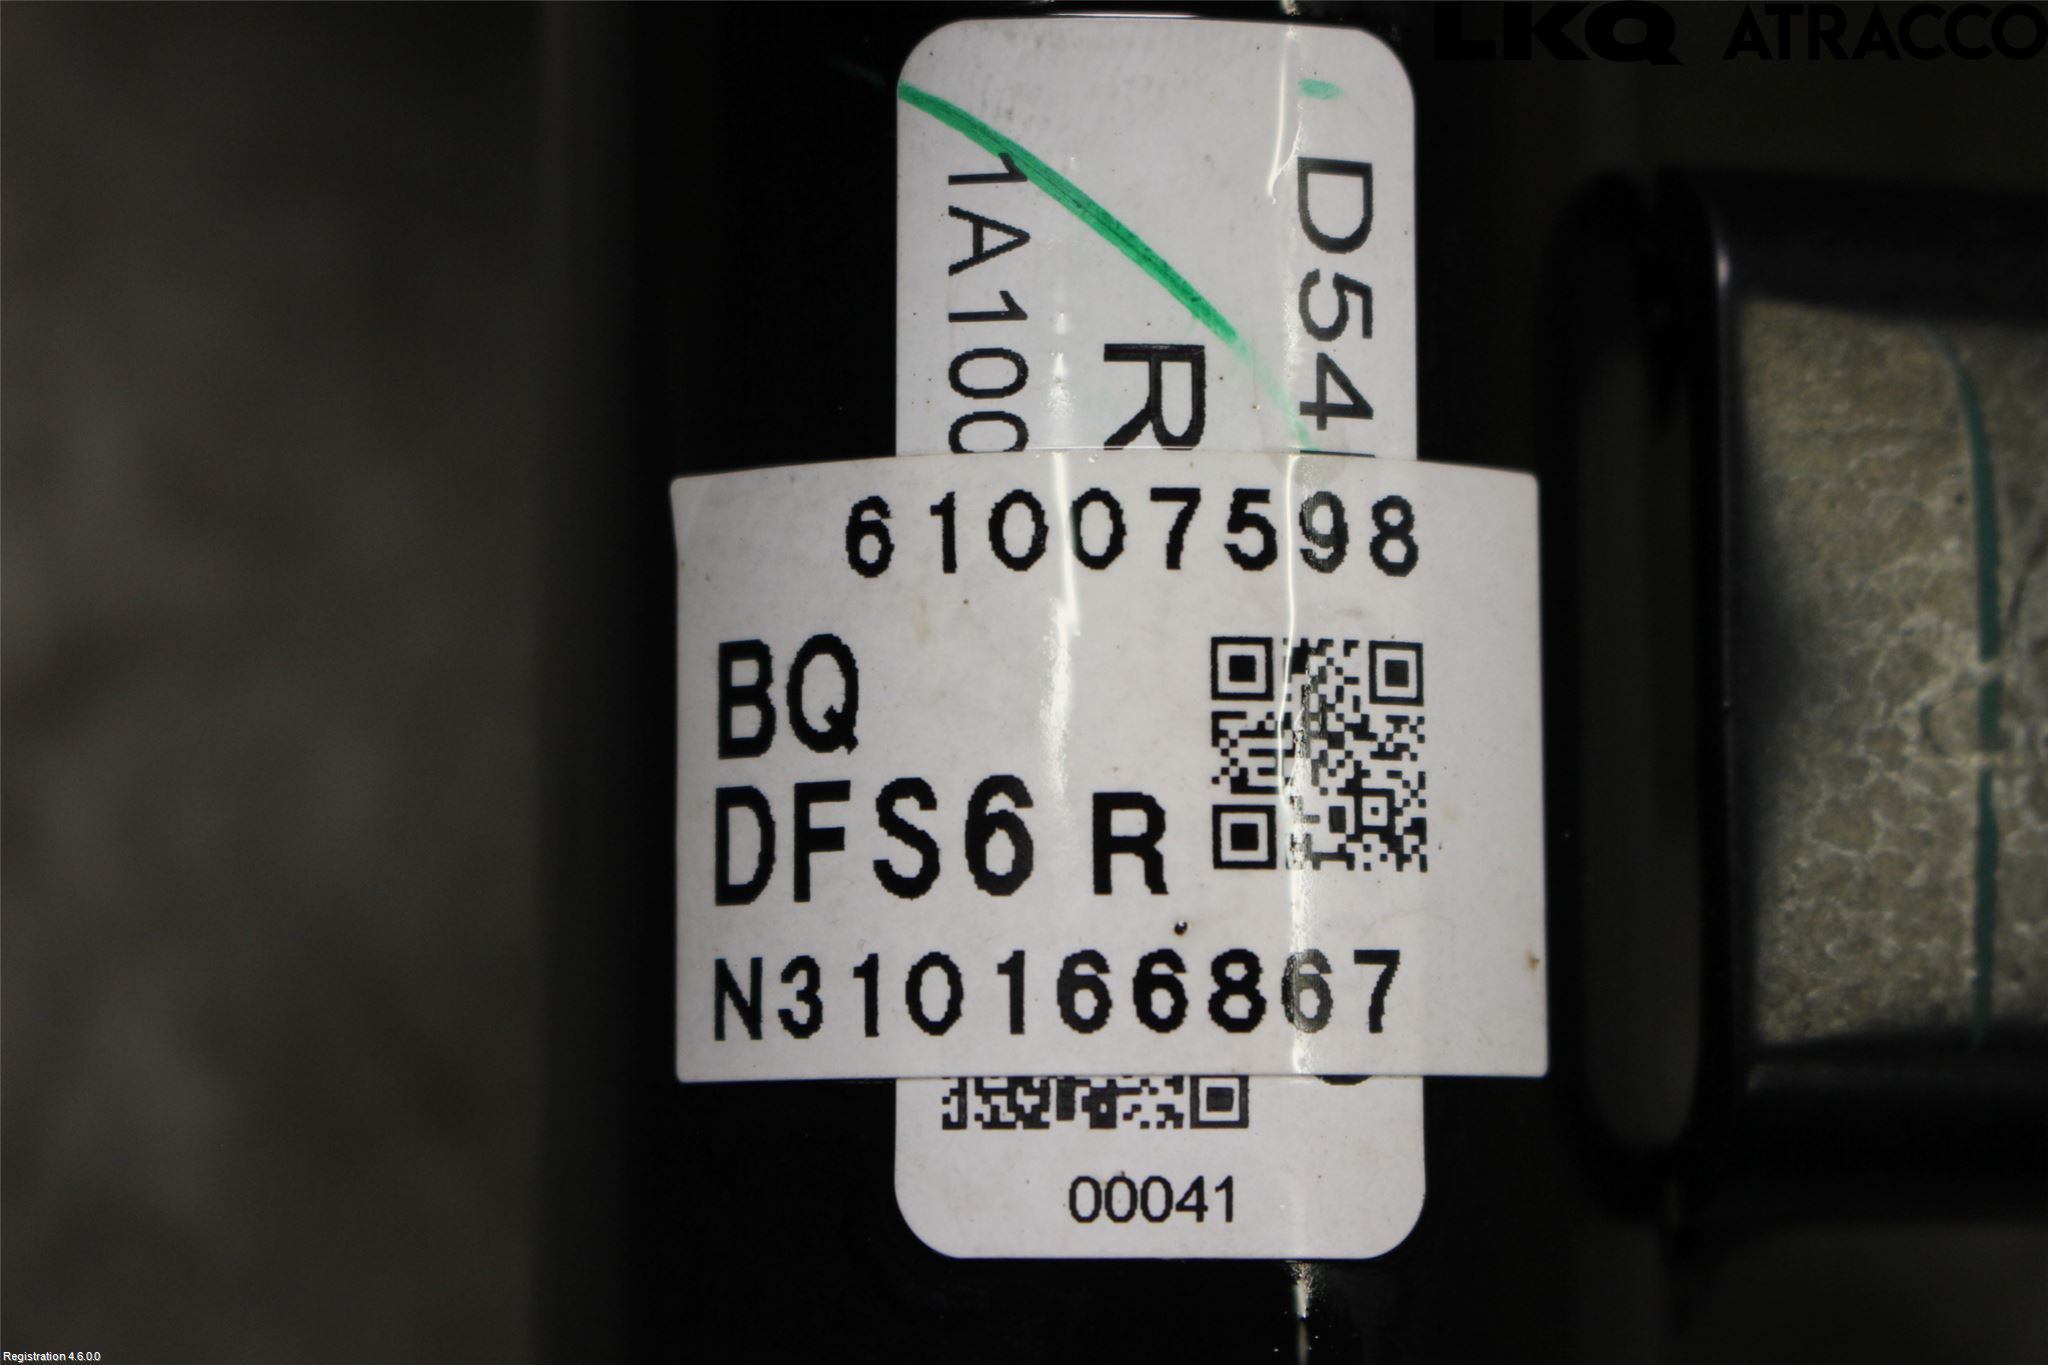 LKQ ATRACCO
D54
R
1A100
61007598
BQ
DFS6 R
N310166867
00041
Registration 4.6.0.0